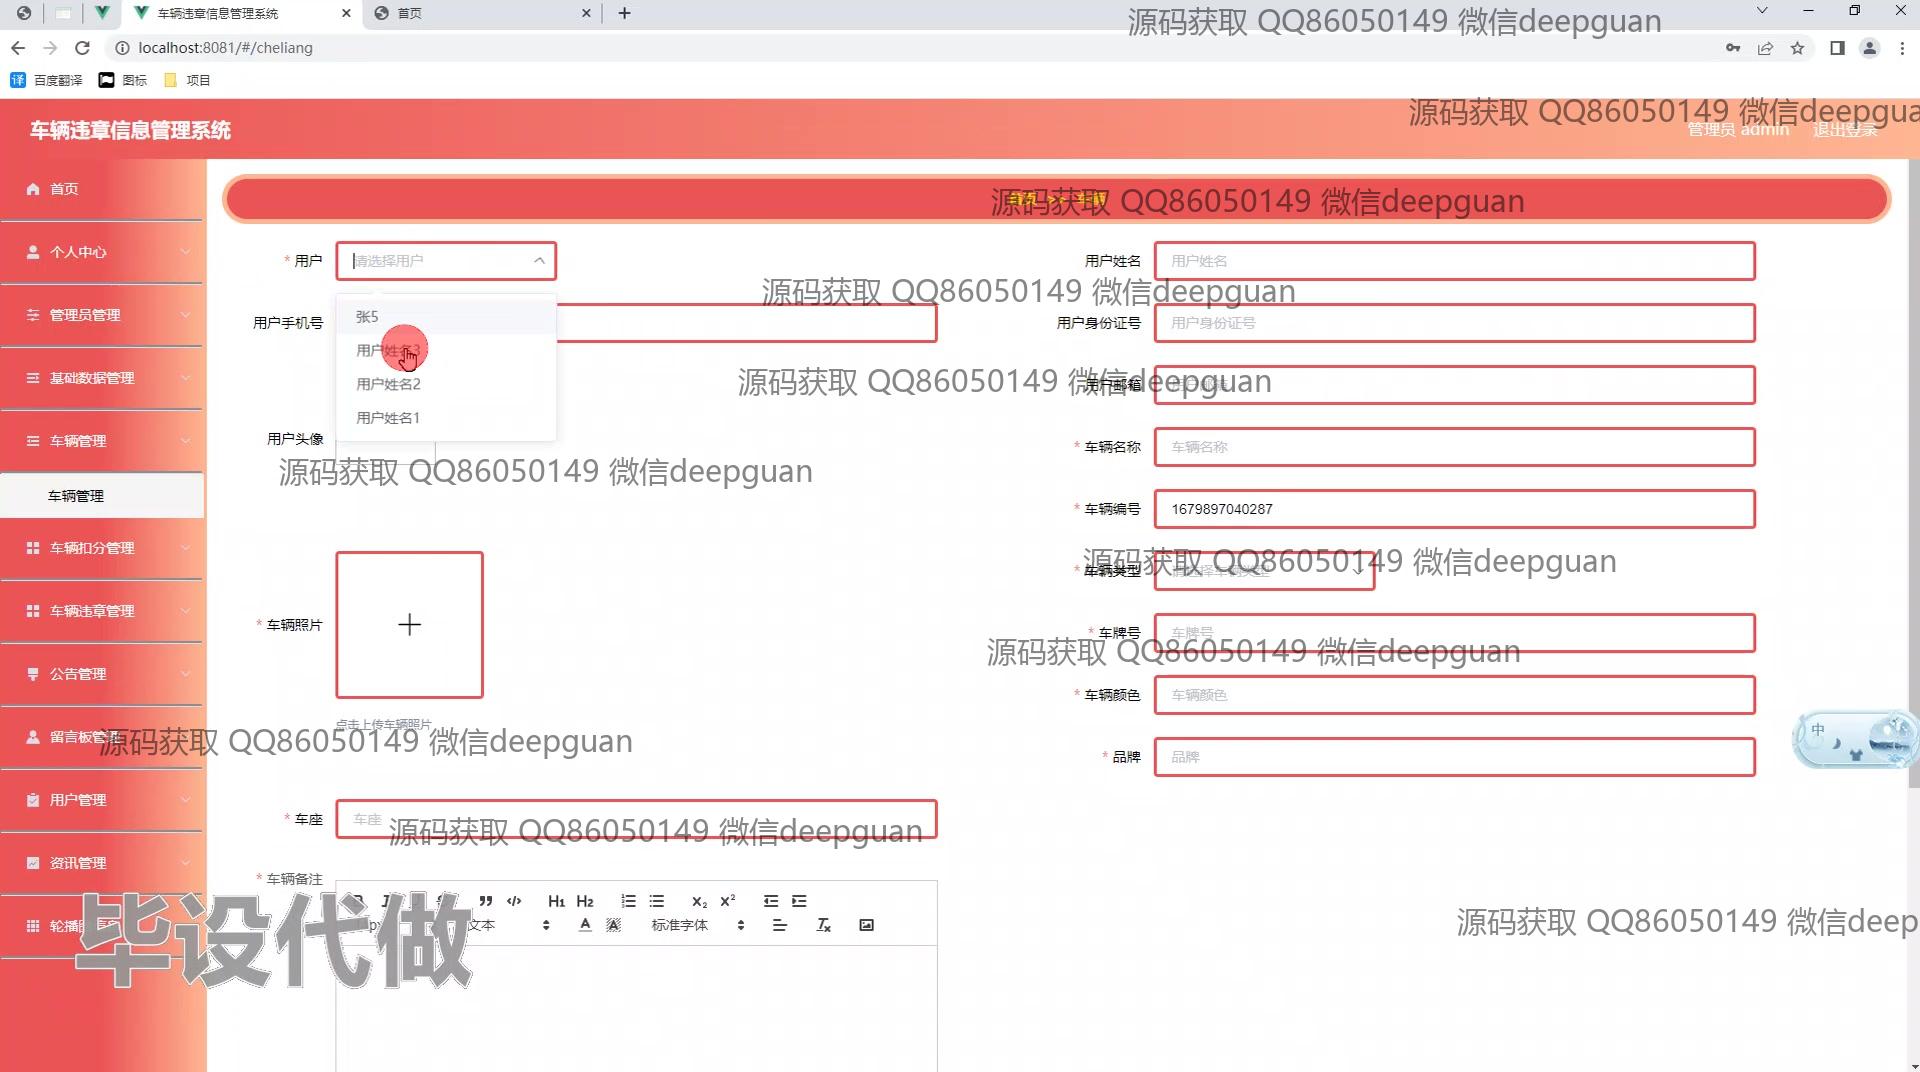 车辆违章信息管理系统
首页
源码获取 QQ86050149 微信deepguan
localhost:8081/#/cheliang
百度翻译
图标
项目
源码获取 QQ86050149 微信deepgua
车辆违章信息管理系统
管理员 admin
退出登录
首页
个人中心
管理员管理
基础数据管理
车辆管理
车辆管理
车辆扣分管理
车辆违章管理
公告管理
留言板管理
用户管理
资讯管理
首页 >> 车辆
源码获取 QQ86050149 微信deepguan
* 用户
请选择用户
用户姓名
用户姓名
源码获取 QQ86050149 微信deepguan
张5
用户姓名3
用户姓名2
用户姓名1
用户手机号
用户身份证号
用户身份证号
源码获取 QQ86050149 微信deepguan
用户邮箱
用户头像
* 车辆名称
车辆名称
源码获取 QQ86050149 微信deepguan
* 车辆编号
1679897040287
源码获取 QQ86050149 微信deepguan
* 车辆类型
请选择车辆类型
* 车辆照片
点击上传车辆照片
* 车牌号
车牌号
源码获取 QQ86050149 微信deepguan
* 车辆颜色
车辆颜色
源码获取 QQ86050149 微信deepguan
* 品牌
品牌
中
* 车座
车座
源码获取 QQ86050149 微信deepguan
* 车辆备注
H1 H2
X2 X²
文本
标准字体
源码获取 QQ86050149 微信deep
毕设代做